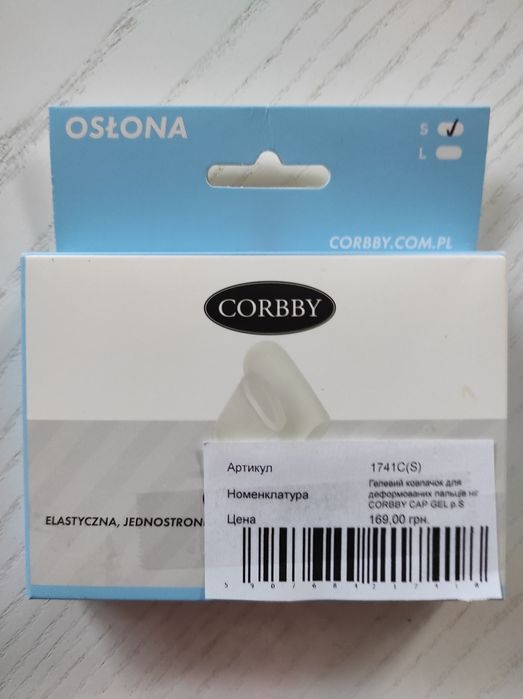 OSŁONA
S
L
CORBBY.COM.PL
CORBBY
Артикул 1741C(S)
Номенклатура Гелевий ковпачок для
деформованих пальців ніг
CORBBY CAP GEL р.S
Цена 169,00 грн.
ELASTYCZNA, JEDNOSTRON